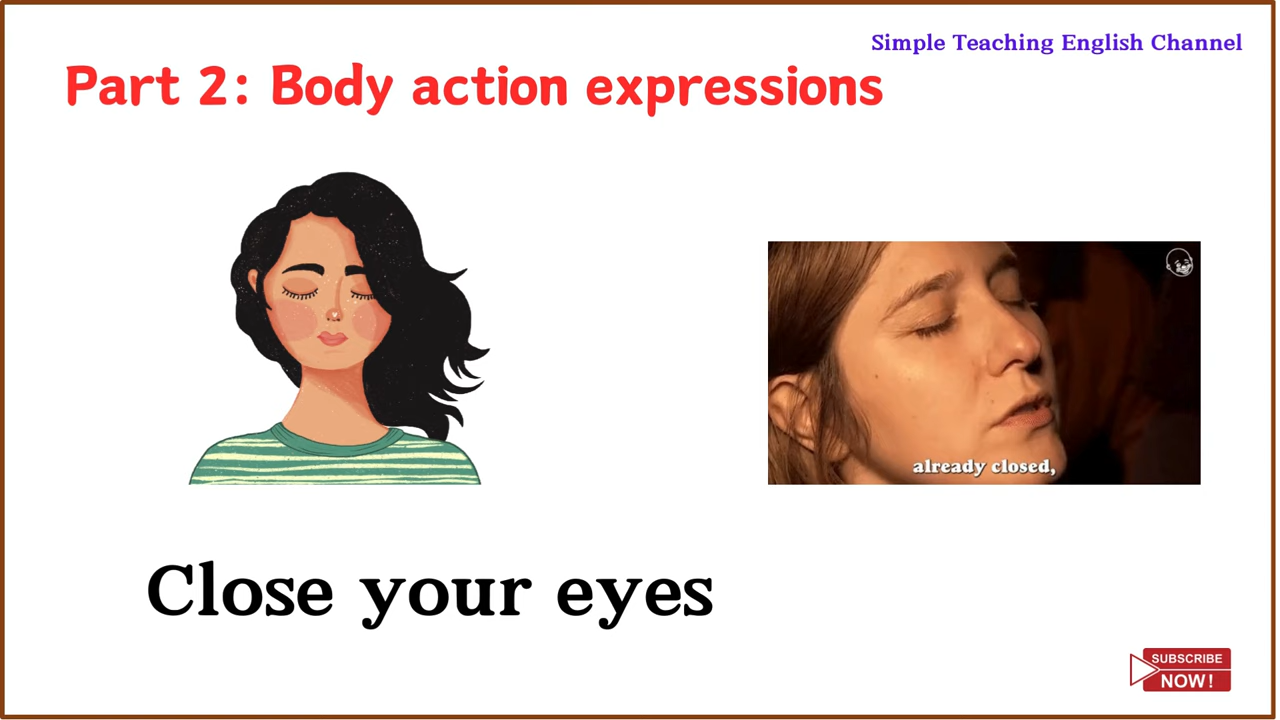 Simple Teaching English Channel
Part 2: Body action expressions
already closed,
Close your eyes
SUBSCRIBE
NOW!